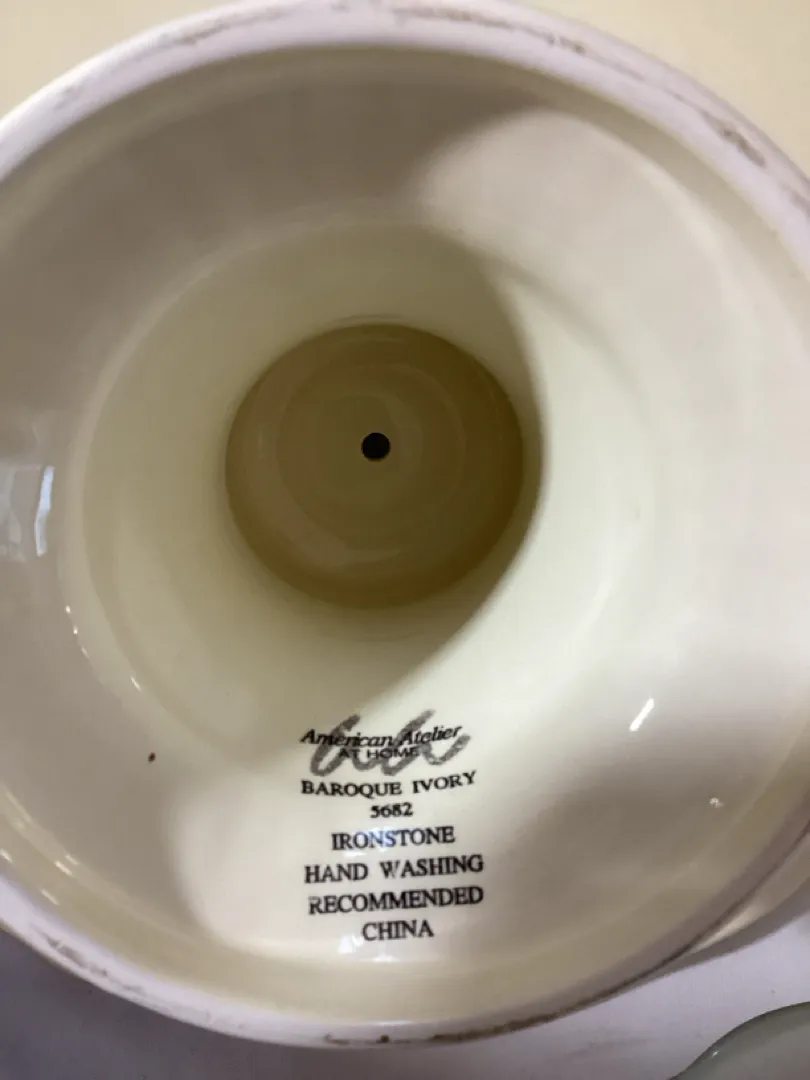 American Atelier
AT HOME
BAROQUE IVORY
5682
IRONSTONE
HAND WASHING
RECOMMENDED
CHINA